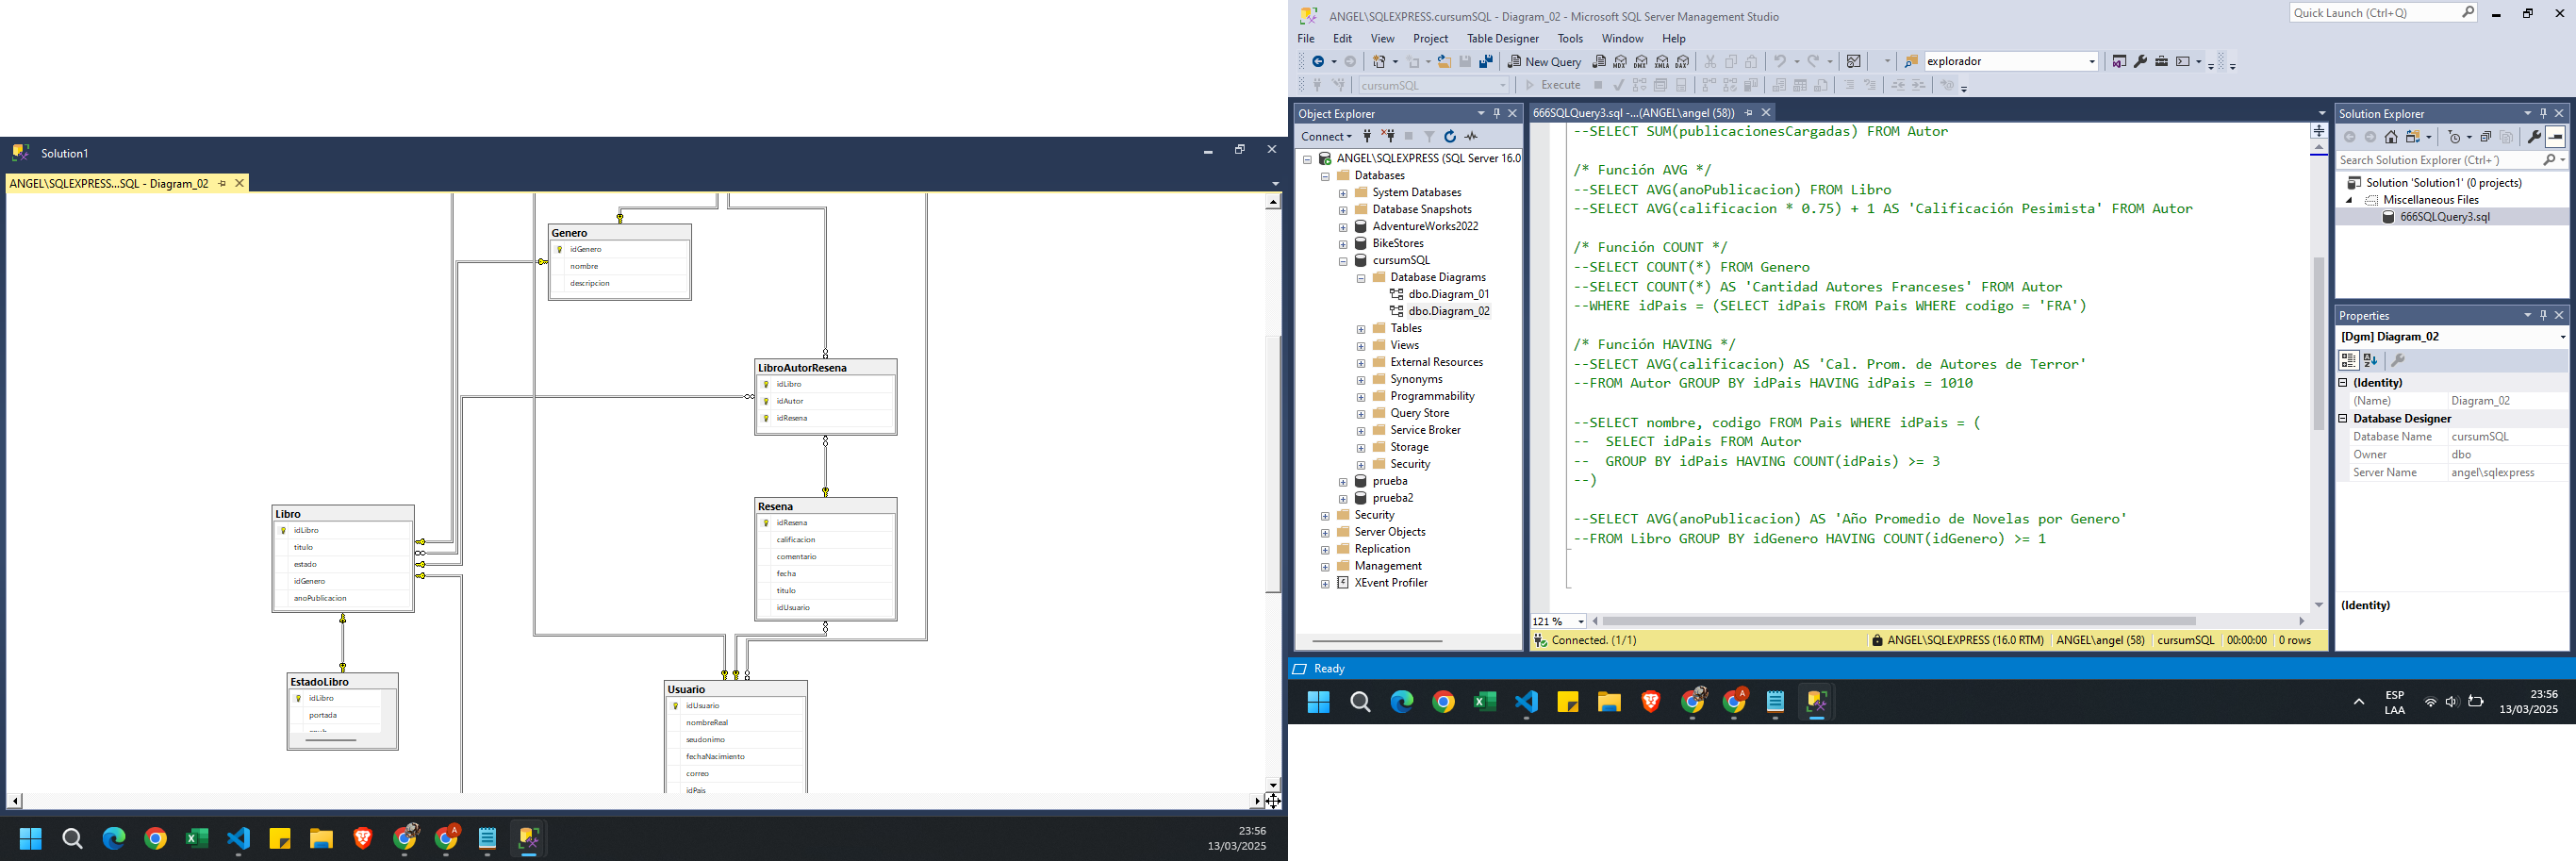 Solution1
ANGEL\SQLEXPRESS...SQL - Diagram_02
Genero
idGenero
nombre
descripcion
LibroAutorResena
idLibro
idAutor
idResena
Libro
idLibro
titulo
estado
idGenero
anoPublicacion
Resena
idResena
calificacion
comentario
fecha
titulo
idUsuario
EstadoLibro
idLibro
portada
Usuario
idUsuario
nombreReal
seudonimo
fechaNacimiento
correo
idPais
23:56
13/03/2025
ANGEL\SQLEXPRESS.cursumSQL - Diagram_02 - Microsoft SQL Server Management Studio
Quick Launch (Ctrl+Q)
File Edit View Project Table Designer Tools Window Help
New Query
MDX DMX XMLA DAX
explorador
cursumSQL
Execute
Object Explorer
Connect
ANGEL\SQLEXPRESS (SQL Server 16.0
Databases
System Databases
Database Snapshots
AdventureWorks2022
BikeStores
cursumSQL
Database Diagrams
dbo.Diagram_01
dbo.Diagram_02
Tables
Views
External Resources
Synonyms
Programmability
Query Store
Service Broker
Storage
Security
prueba
prueba2
Security
Server Objects
Replication
Management
XEvent Profiler
666SQLQuery3.sql -...(ANGEL\angel (58))
--SELECT SUM(publicacionesCargadas) FROM Autor
/* Función AVG */
--SELECT AVG(anoPublicacion) FROM Libro
--SELECT AVG(calificacion * 0.75) + 1 AS 'Calificación Pesimista' FROM Autor
/* Función COUNT */
--SELECT COUNT(*) FROM Genero
--SELECT COUNT(*) AS 'Cantidad Autores Franceses' FROM Autor
--WHERE idPais = (SELECT idPais FROM Pais WHERE codigo = 'FRA')
/* Función HAVING */
--SELECT AVG(calificacion) AS 'Cal. Prom. de Autores de Terror'
--FROM Autor GROUP BY idPais HAVING idPais = 1010
--SELECT nombre, codigo FROM Pais WHERE idPais = (
-- SELECT idPais FROM Autor
-- GROUP BY idPais HAVING COUNT(idPais) >= 3
--)
--SELECT AVG(anoPublicacion) AS 'Año Promedio de Novelas por Genero'
--FROM Libro GROUP BY idGenero HAVING COUNT(idGenero) >= 1
121 %
Connected. (1/1)
ANGEL\SQLEXPRESS (16.0 RTM) ANGEL\angel (58) cursumSQL 00:00:00 0 rows
Solution Explorer
Search Solution Explorer (Ctrl+´)
Solution 'Solution1' (0 projects)
Miscellaneous Files
666SQLQuery3.sql
Properties
[Dgm] Diagram_02
(Identity)
(Name) Diagram_02
Database Designer
Database Name cursumSQL
Owner dbo
Server Name angel\sqlexpress
(Identity)
Ready
ESP
LAA
23:56
13/03/2025